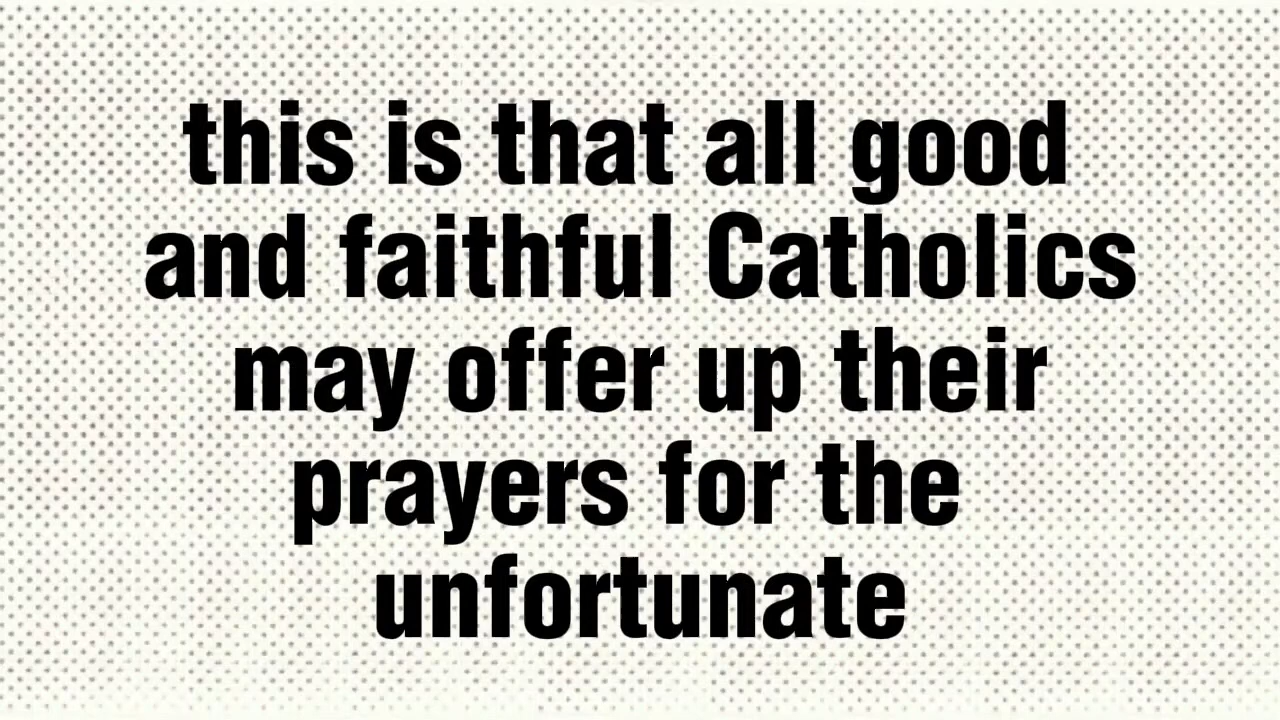 this is that all good
and faithful Catholics
may offer up their
prayers for the
unfortunate